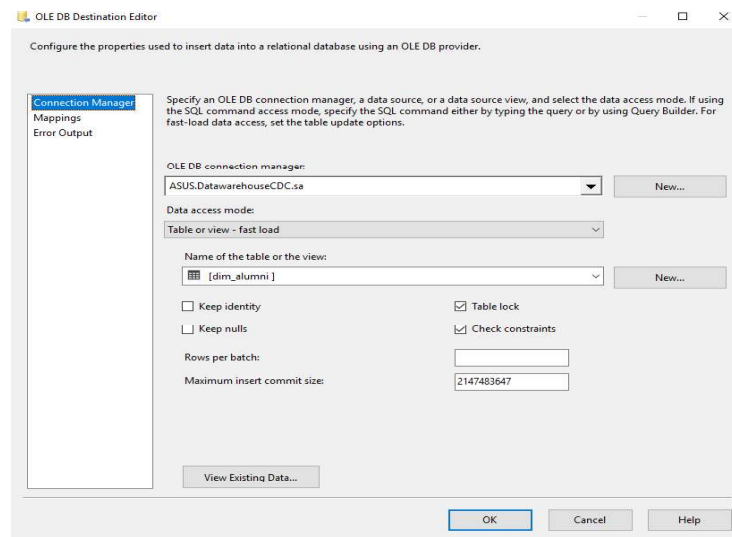 OLE DB Destination Editor
Configure the properties used to insert data into a relational database using an OLE DB provider.
Connection Manager
Mappings
Error Output
Specify an OLE DB connection manager, a data source, or a data source view, and select the data access mode. If using
the SQL command access mode, specify the SQL command either by typing the query or by using Query Builder. For
fast-load data access, set the table update options.
OLE DB connection manager:
ASUS.DatawarehouseCDC.sa
New...
Data access mode:
Table or view - fast load
Name of the table or the view:
[dim_alumni ]
New...
Keep identity
Table lock
Keep nulls
Check constraints
Rows per batch:
Maximum insert commit size:
2147483647
View Existing Data...
OK
Cancel
Help